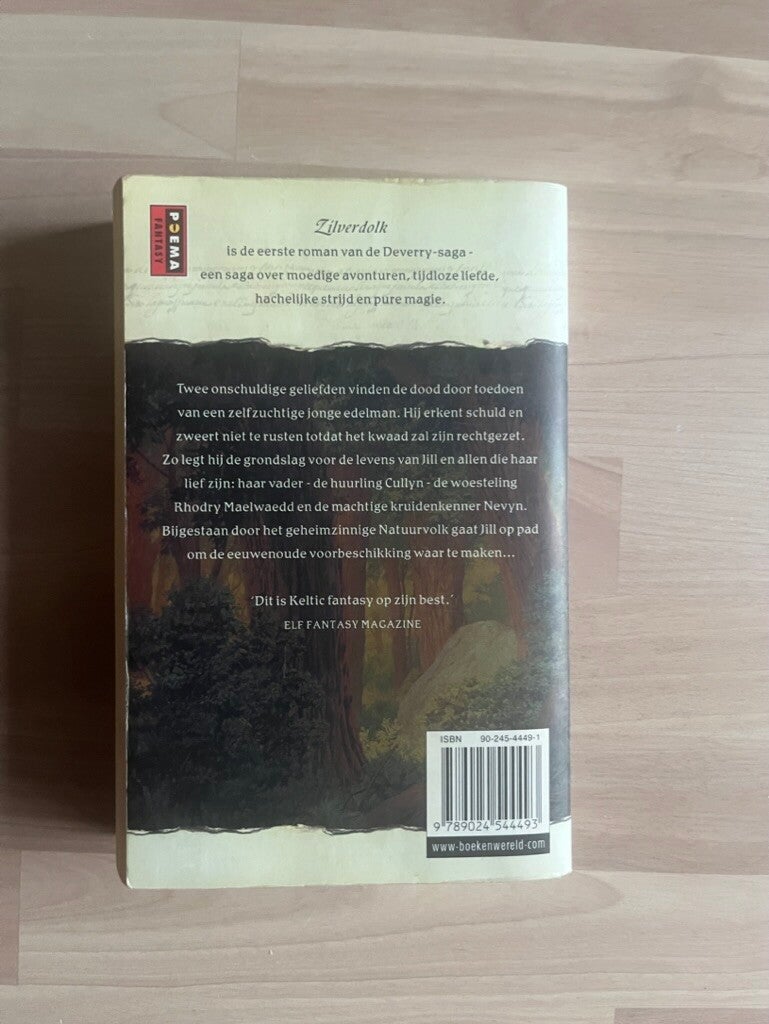 POEMA
FANTASY
Zilverdolk
is de eerste roman van de Deverry-saga -
een saga over moedige avonturen, tijdloze liefde,
hachelijke strijd en pure magie.
Twee onschuldige geliefden vinden de dood door toedoen
van een zelfzuchtige jonge edelman. Hij erkent schuld en
zweert niet te rusten totdat het kwaad zal zijn rechtgezet.
Zo legt hij de grondslag voor de levens van Jill en allen die haar
lief zijn: haar vader - de huurling Cullyn - de woesteling
Rhodry Maelwaedd en de machtige kruidenkenner Nevyn.
Bijgestaan door het geheimzinnige Natuurvolk gaat Jill op pad
om de eeuwenoude voorbeschikking waar te maken...
‘Dit is Keltic fantasy op zijn best.’
ELF FANTASY MAGAZINE
ISBN 90-245-4449-1
9 789024 544493
www-boekenwereld-com